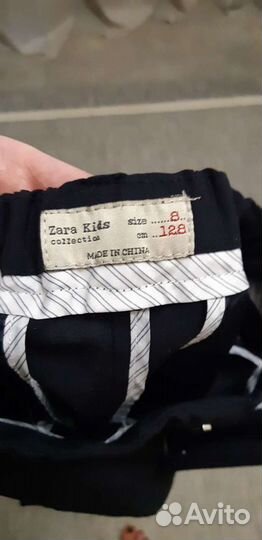 Zara Kids size ......8..
collection cm ......128
MADE IN CHINA
Avito